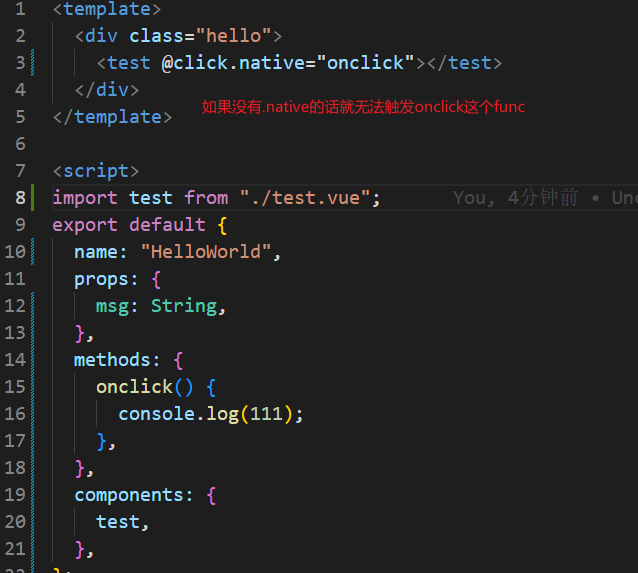 1 <template>
2 <div class="hello">
3 <test @click.native="onclick"></test>
4 </div>
5 </template>
如果没有.native的话就无法触发onclick这个func
6
7 <script>
8 import test from "./test.vue"; You, 4分钟前 • Unc
9 export default {
10 name: "HelloWorld",
11 props: {
12 msg: String,
13 },
14 methods: {
15 onclick() {
16 console.log(111);
17 },
18 },
19 components: {
20 test,
21 },